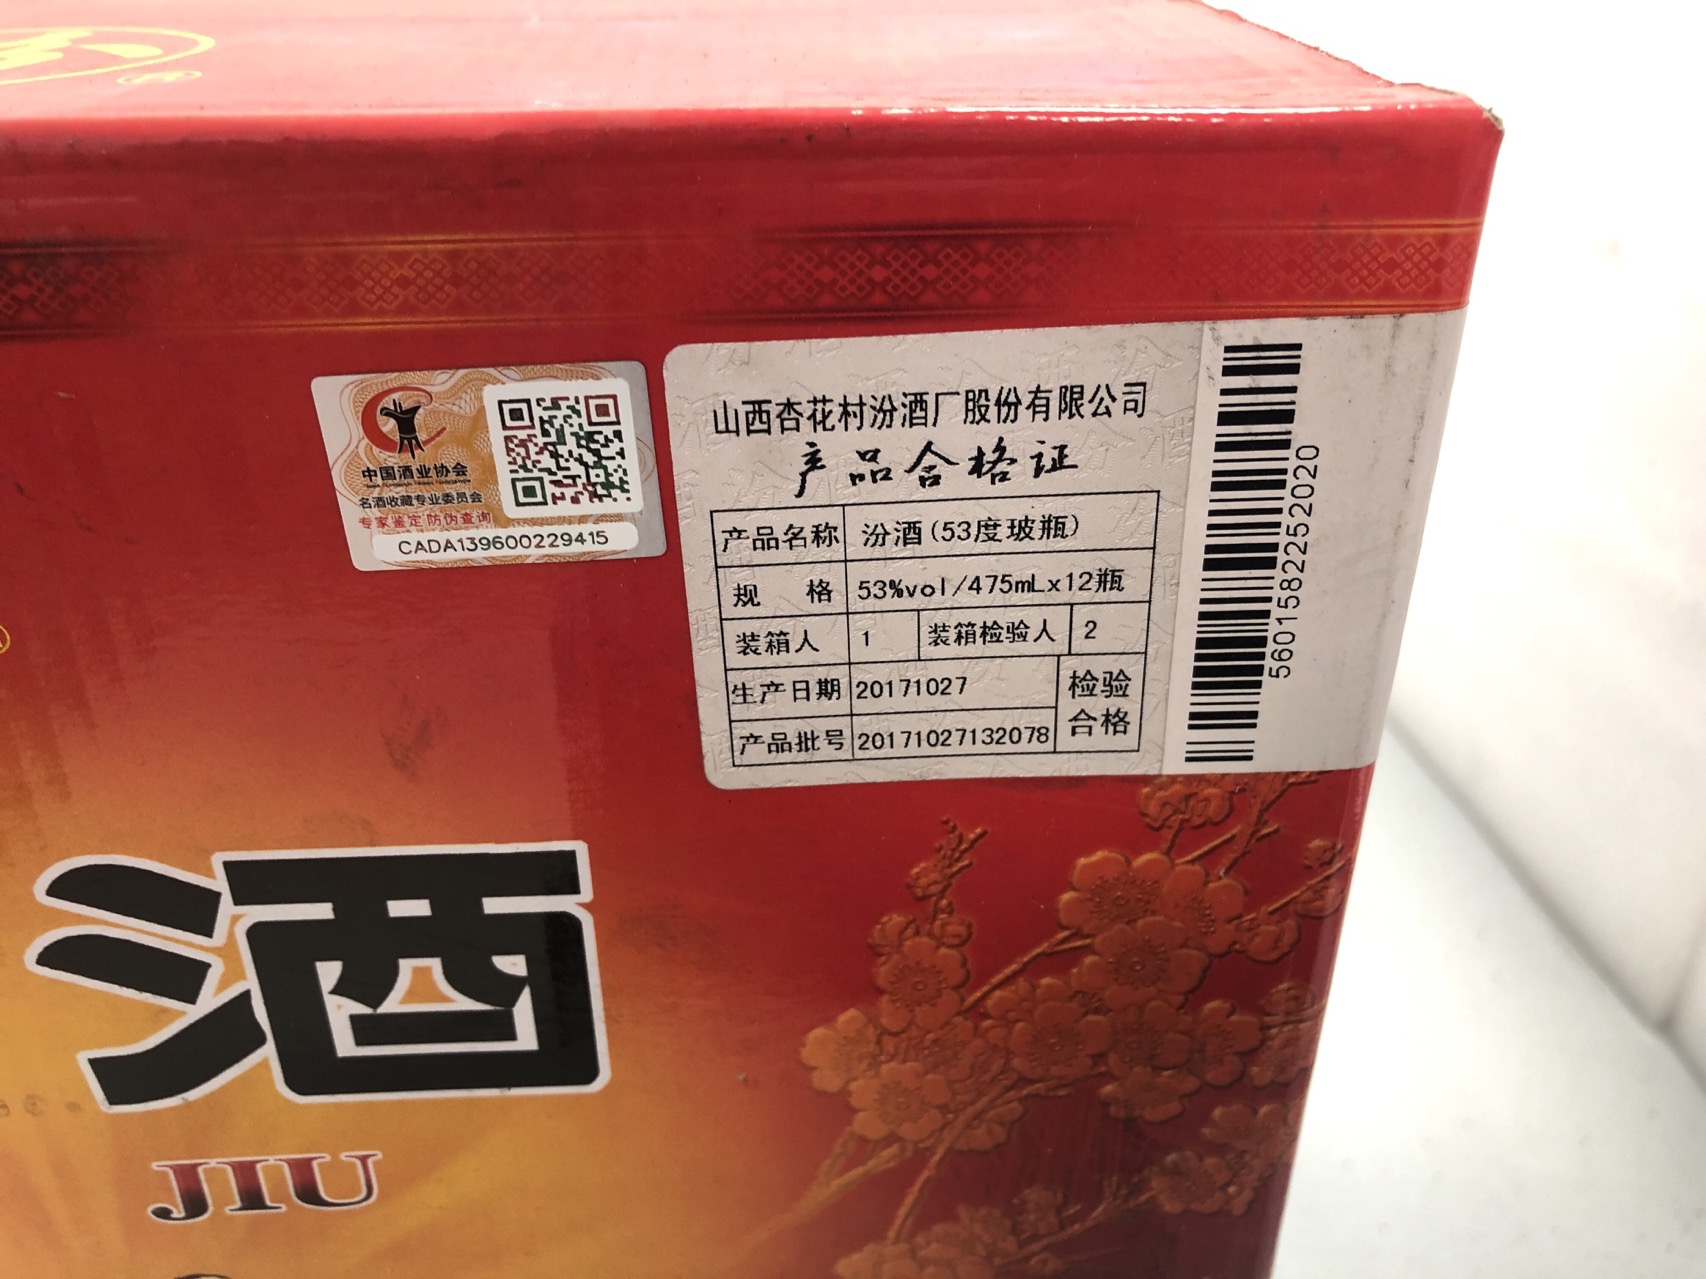 中国酒业协会
名酒收藏专业委员会
专家鉴定 防伪查询
CADA139600229415
山西杏花村汾酒厂股份有限公司
产品合格证
产品名称 汾酒(53度玻瓶)
规 格 53%vol/475mLx12瓶
装箱人 1 装箱检验人 2
生产日期 20171027
产品批号 20171027132078
检验
合格
560158225202​0
酒
JIU